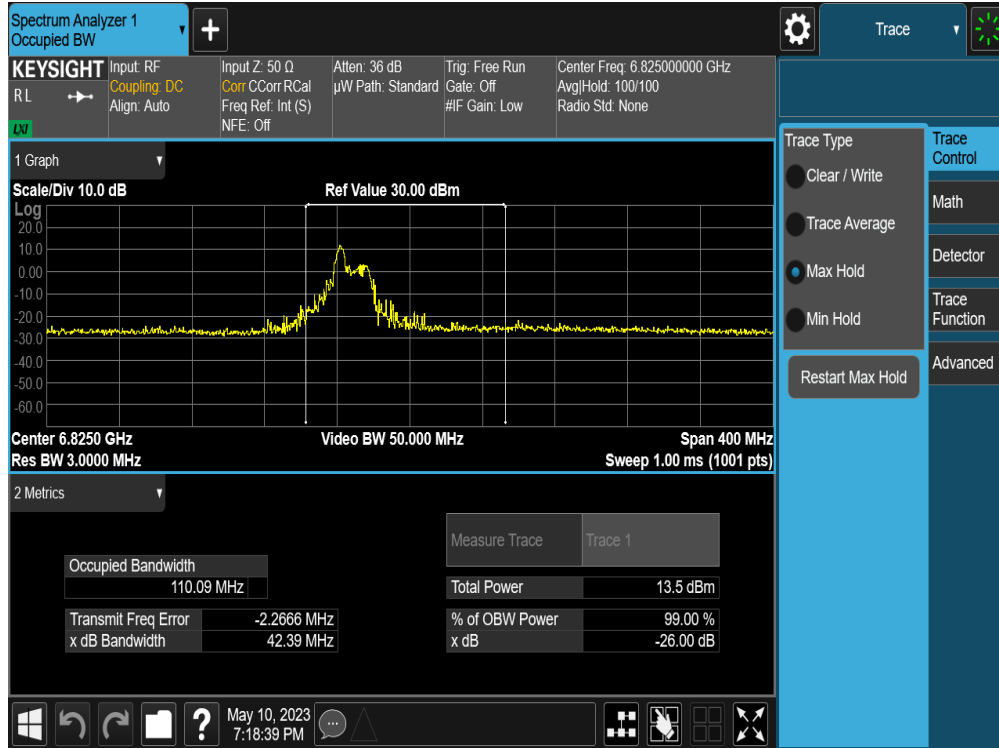 Spectrum Analyzer 1
Occupied BW
+
Trace
KEYSIGHT
R L
LXI
Input: RF
Coupling: DC
Align: Auto
Input Z: 50 Ω
Corr CCorr RCal
Freq Ref: Int (S)
NFE: Off
Atten: 36 dB
µW Path: Standard
Trig: Free Run
Gate: Off
#IF Gain: Low
Center Freq: 6.825000000 GHz
Avg|Hold: 100/100
Radio Std: None
1 Graph
Scale/Div 10.0 dB
Ref Value 30.00 dBm
Log
20.0
10.0
0.00
-10.0
-20.0
-30.0
-40.0
-50.0
-60.0
Center 6.8250 GHz
Video BW 50.000 MHz
Span 400 MHz
Res BW 3.0000 MHz
Sweep 1.00 ms (1001 pts)
Trace Type
Clear / Write
Trace Average
Max Hold
Min Hold
Restart Max Hold
Trace
Control
Math
Detector
Trace
Function
Advanced
2 Metrics
Measure Trace Trace 1
Occupied Bandwidth
110.09 MHz
Total Power 13.5 dBm
Transmit Freq Error -2.2666 MHz
% of OBW Power 99.00 %
x dB Bandwidth 42.39 MHz
x dB -26.00 dB
?
May 10, 2023
7:18:39 PM